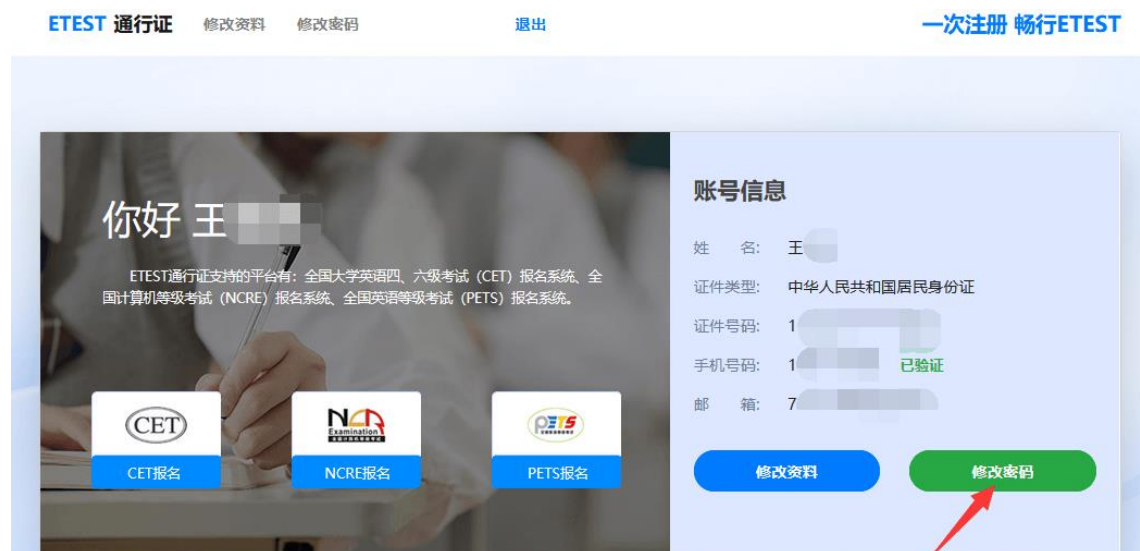 ETEST 通行证 修改资料 修改密码 退出 一次注册 畅行ETEST
你好 王
ETEST通行证支持的平台有：全国大学英语四、六级考试（CET）报名系统、全
国计算机等级考试（NCRE）报名系统、全国英语等级考试（PETS）报名系统。
CET
NCR
Examination
PETS
CET报名
NCRE报名
PETS报名
账号信息
姓 名: 王
证件类型: 中华人民共和国居民身份证
证件号码: 1
手机号码: 1 已验证
邮 箱: 7
修改资料
修改密码